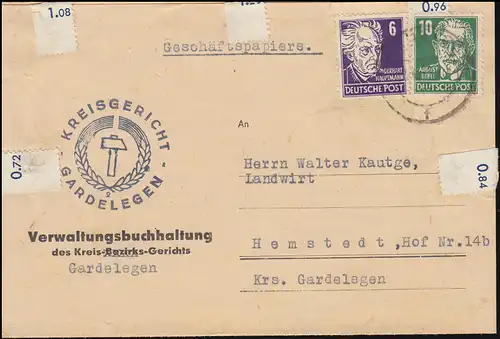 1.08
0.96
Geschäftspapiere.
6
GERHART
HAUPTMANN
DEUTSCHE POST
10
AUGUST
BEBEL
DEUTSCHE POST
KREISGERICHT
- GARDELEGEN -
0.72
0.84
An
Herrn Walter Kautge,
Landwirt
Hemstedt, Hof Nr. 14b
Krs. Gardelegen
Verwaltungsbuchhaltung
des Kreis-Bezirks-Gerichts
Gardelegen